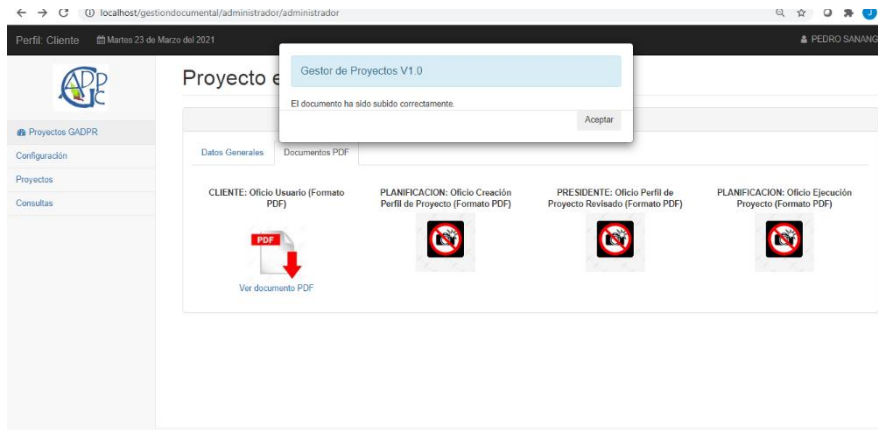 localhost/gestiondocumental/administrador/administrador
Perfil: Cliente
Martes 23 de Marzo del 2021
PEDRO SANANG
Proyecto e
Gestor de Proyectos V1.0
El documento ha sido subido correctamente.
Aceptar
Proyectos GADPR
Configuración
Proyectos
Consultas
Datos Generales
Documentos PDF
CLIENTE: Oficio Usuario (Formato
PDF)
PLANIFICACION: Oficio Creación
Perfil de Proyecto (Formato PDF)
PRESIDENTE: Oficio Perfil de
Proyecto Revisado (Formato PDF)
PLANIFICACION: Oficio Ejecución
Proyecto (Formato PDF)
PDF
Ver documento PDF